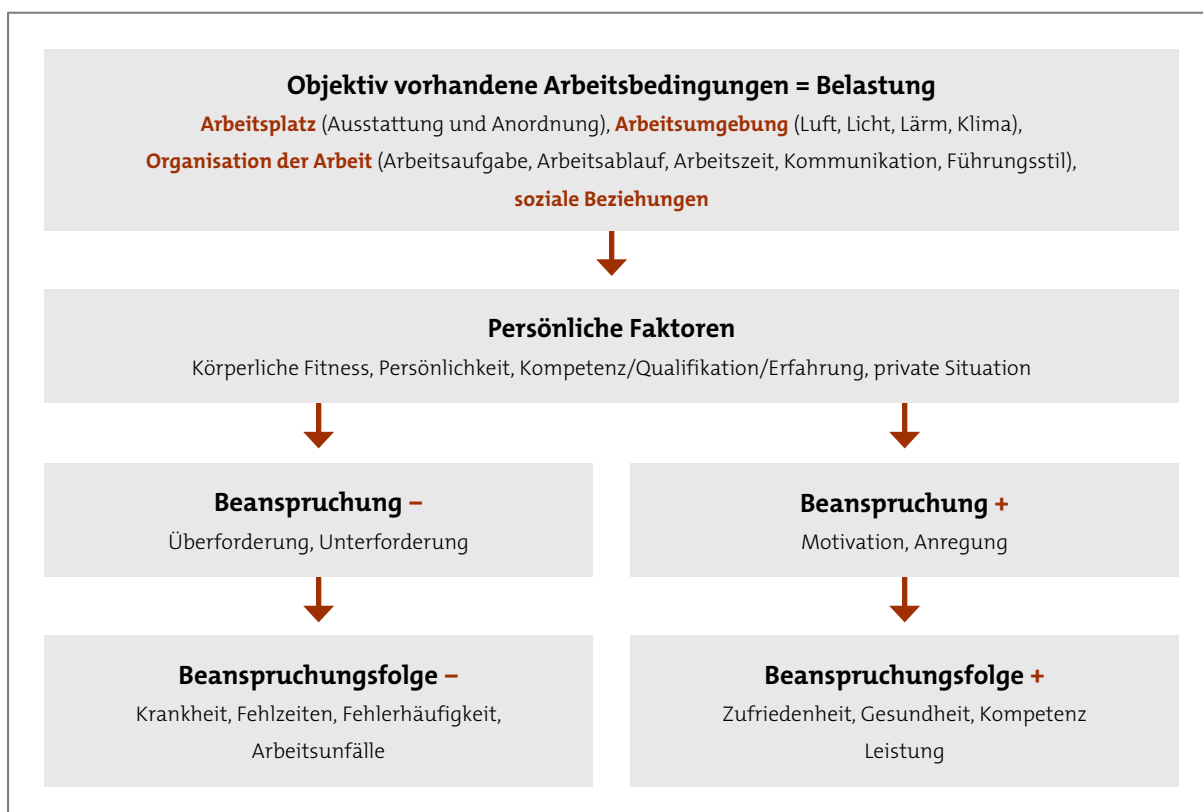 Objektiv vorhandene Arbeitsbedingungen = Belastung
Arbeitsplatz (Ausstattung und Anordnung), Arbeitsumgebung (Luft, Licht, Lärm, Klima),
Organisation der Arbeit (Arbeitsaufgabe, Arbeitsablauf, Arbeitszeit, Kommunikation, Führungsstil),
soziale Beziehungen
Persönliche Faktoren
Körperliche Fitness, Persönlichkeit, Kompetenz/Qualifikation/Erfahrung, private Situation
Beanspruchung –
Überforderung, Unterforderung
Beanspruchung +
Motivation, Anregung
Beanspruchungsfolge –
Krankheit, Fehlzeiten, Fehlerhäufigkeit,
Arbeitsunfälle
Beanspruchungsfolge +
Zufriedenheit, Gesundheit, Kompetenz
Leistung